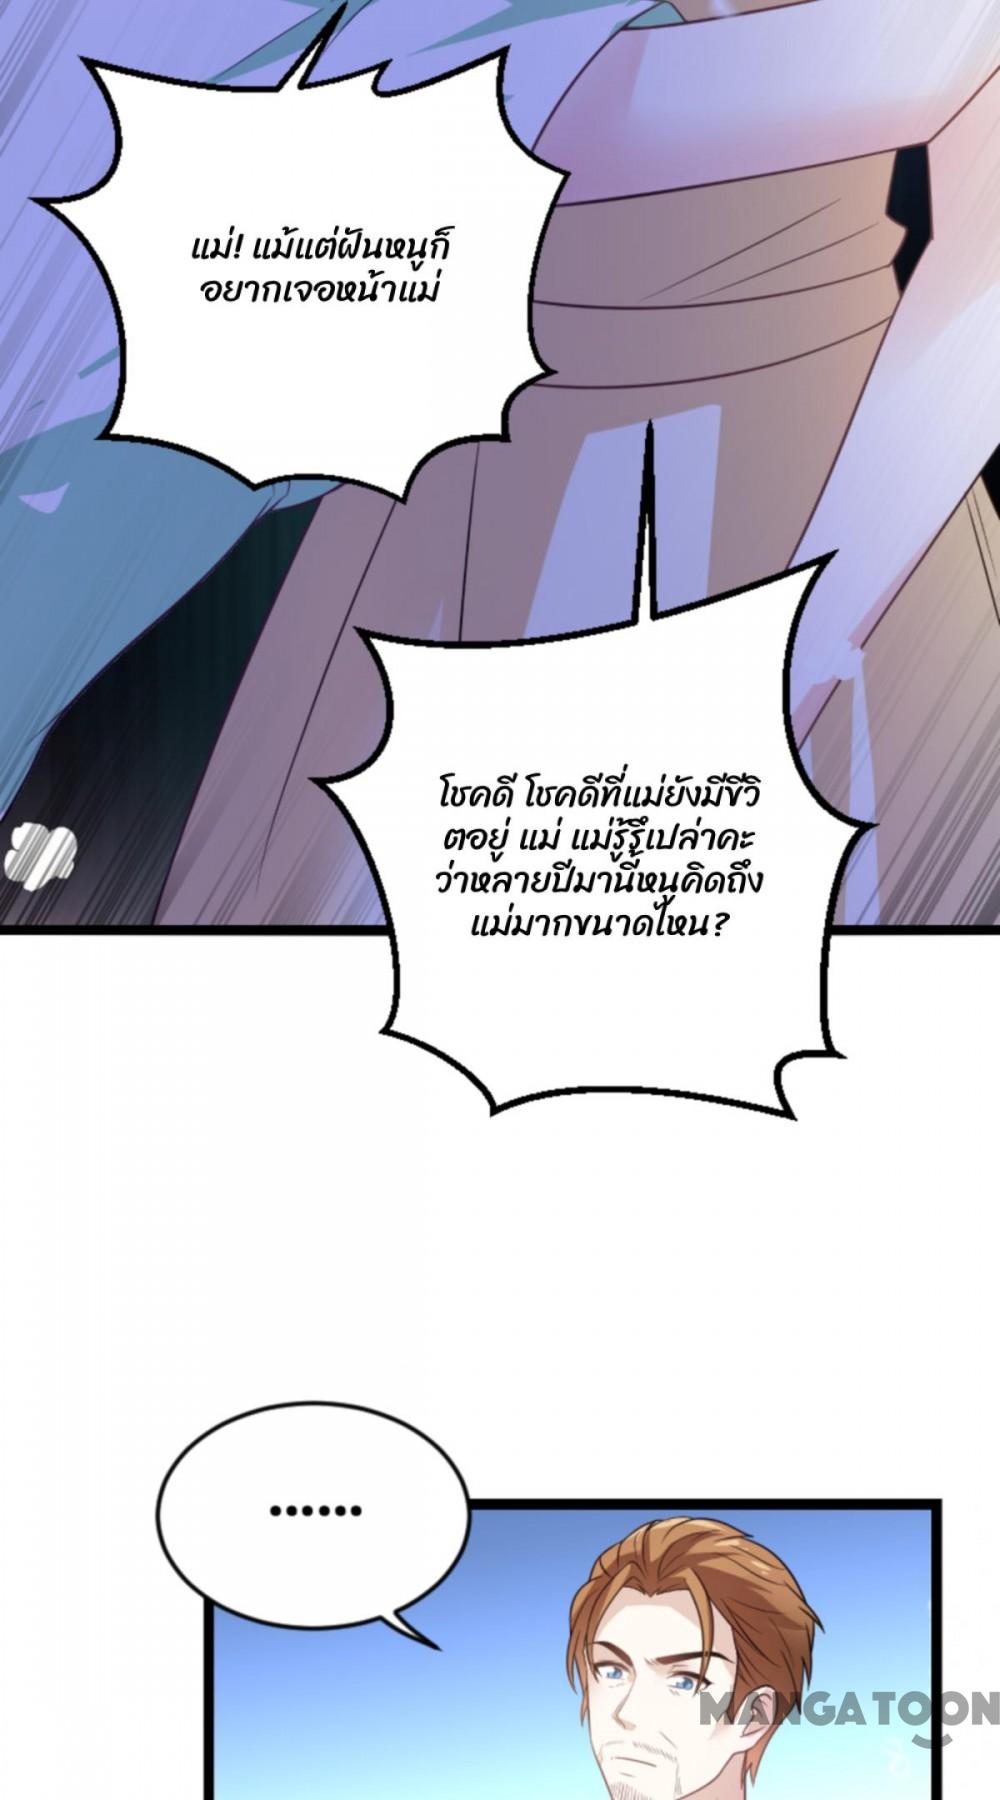 แม่! แม้แต่ฝันหนูก็
อยากเจอหน้าแม่
โชคดี โชคดีที่แม่ยังมีชีวิ
ตอยู่ แม่ แม่รู้รึเปล่าคะ
ว่าหลายปีมานี้หนูคิดถึง
แม่มากขนาดไหน?
......
MANGATOON